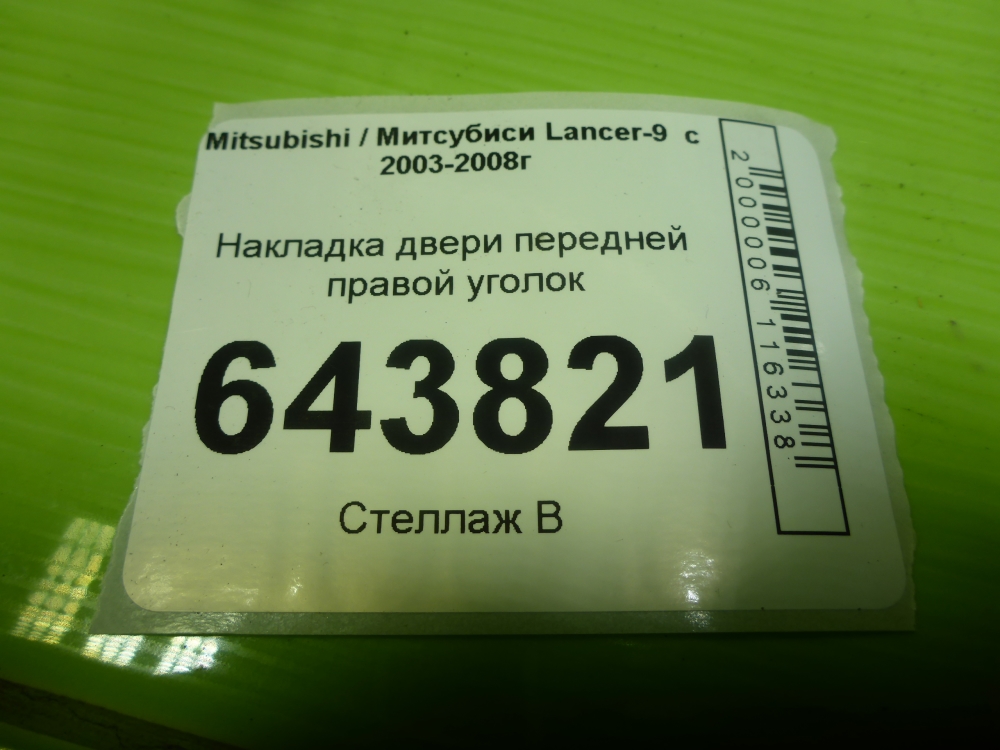 Mitsubishi / Митсубиси Lancer-9 с
2003-2008г
Накладка двери передней
правой уголок
643821
Стеллаж В
2000006116338